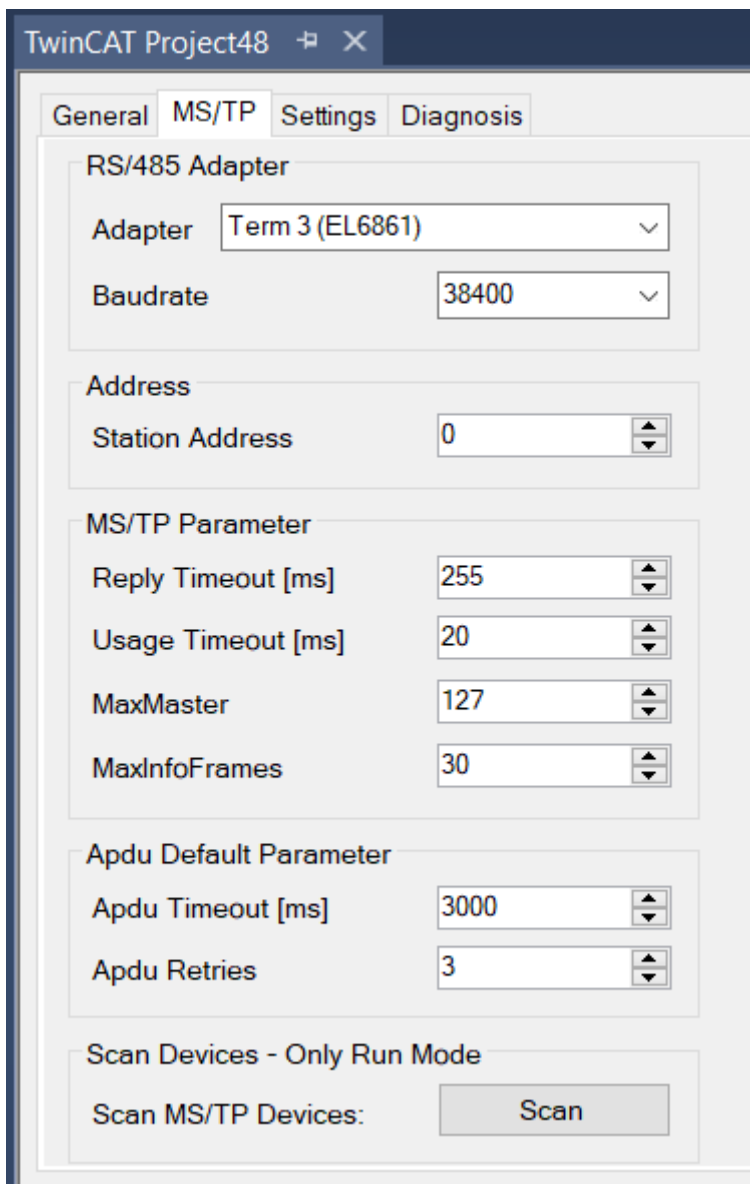 TwinCAT Project48
General MS/TP Settings Diagnosis
RS/485 Adapter
Adapter Term 3 (EL6861)
Baudrate 38400
Address
Station Address 0
MS/TP Parameter
Reply Timeout [ms] 255
Usage Timeout [ms] 20
MaxMaster 127
MaxInfoFrames 30
Apdu Default Parameter
Apdu Timeout [ms] 3000
Apdu Retries 3
Scan Devices - Only Run Mode
Scan MS/TP Devices: Scan